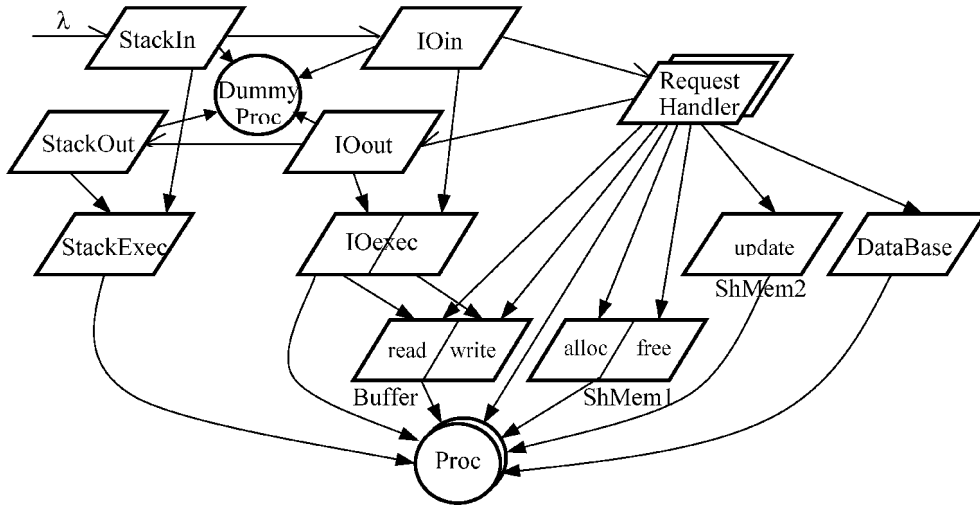 λ
StackIn
IOin
Request
Handler
Dummy
Proc
StackOut
IOout
StackExec
IOexec
update
DataBase
ShMem2
read
write
alloc
free
Buffer
ShMem1
Proc